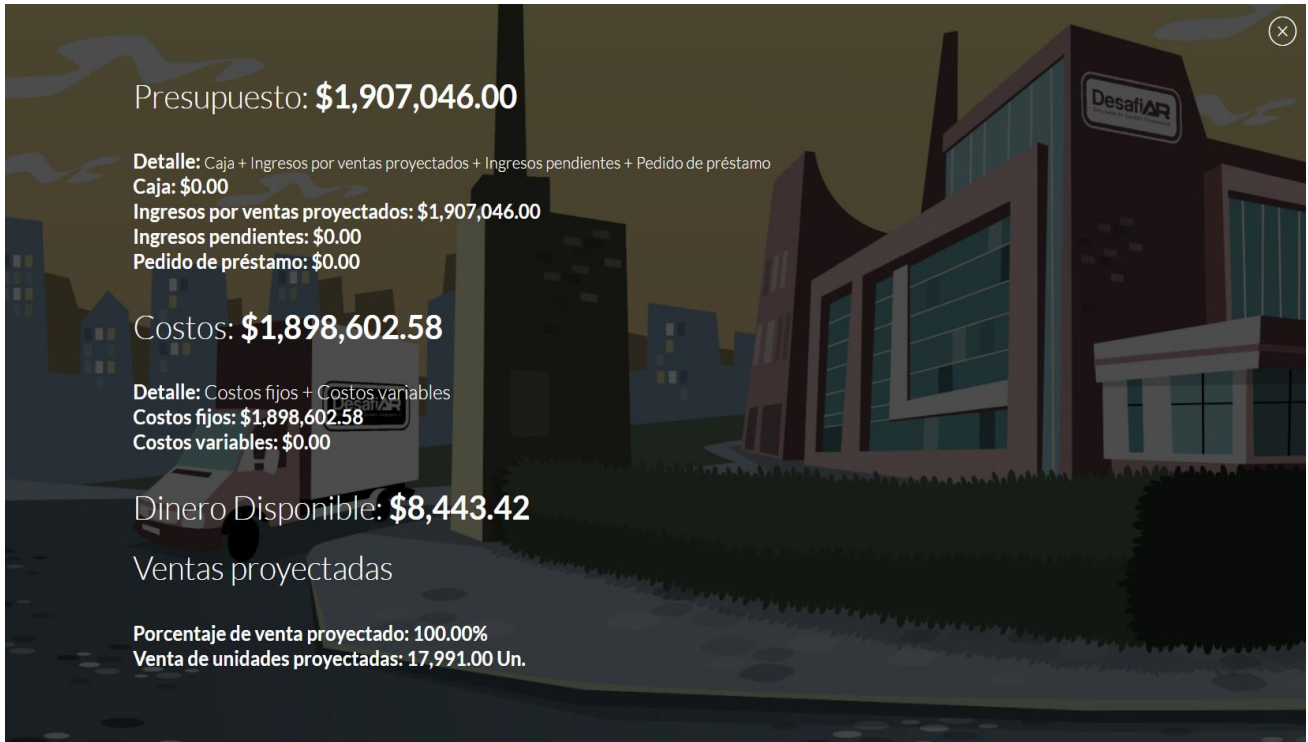 Presupuesto: $1,907,046.00
Detalle: Caja + Ingresos por ventas proyectados + Ingresos pendientes + Pedido de préstamo
Caja: $0.00
Ingresos por ventas proyectados: $1,907,046.00
Ingresos pendientes: $0.00
Pedido de préstamo: $0.00
Costos: $1,898,602.58
Detalle: Costos fijos + Costos variables
Costos fijos: $1,898,602.58
Costos variables: $0.00
Dinero Disponible: $8,443.42
Ventas proyectadas
Porcentaje de venta proyectado: 100.00%
Venta de unidades proyectadas: 17,991.00 Un.
DesafiAR
DesafiAR